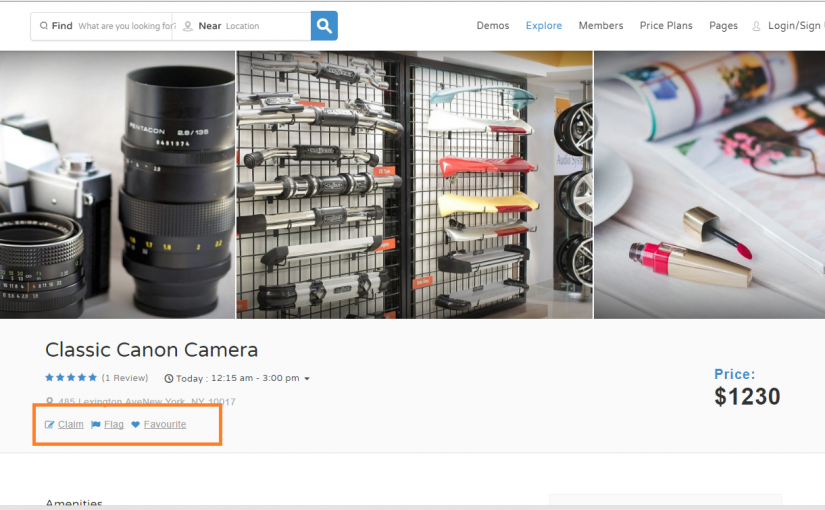 Find What are you looking for? Near Location
Demos Explore Members Price Plans Pages Login/Sign
PENTACON 2.8/135
8481974
Audio
Classic Canon Camera
(1 Review) Today : 12:15 am - 3:00 pm
485 Lexington AveNew York, NY, 10017
Claim Flag Favourite
Price:
$1230
Amenities